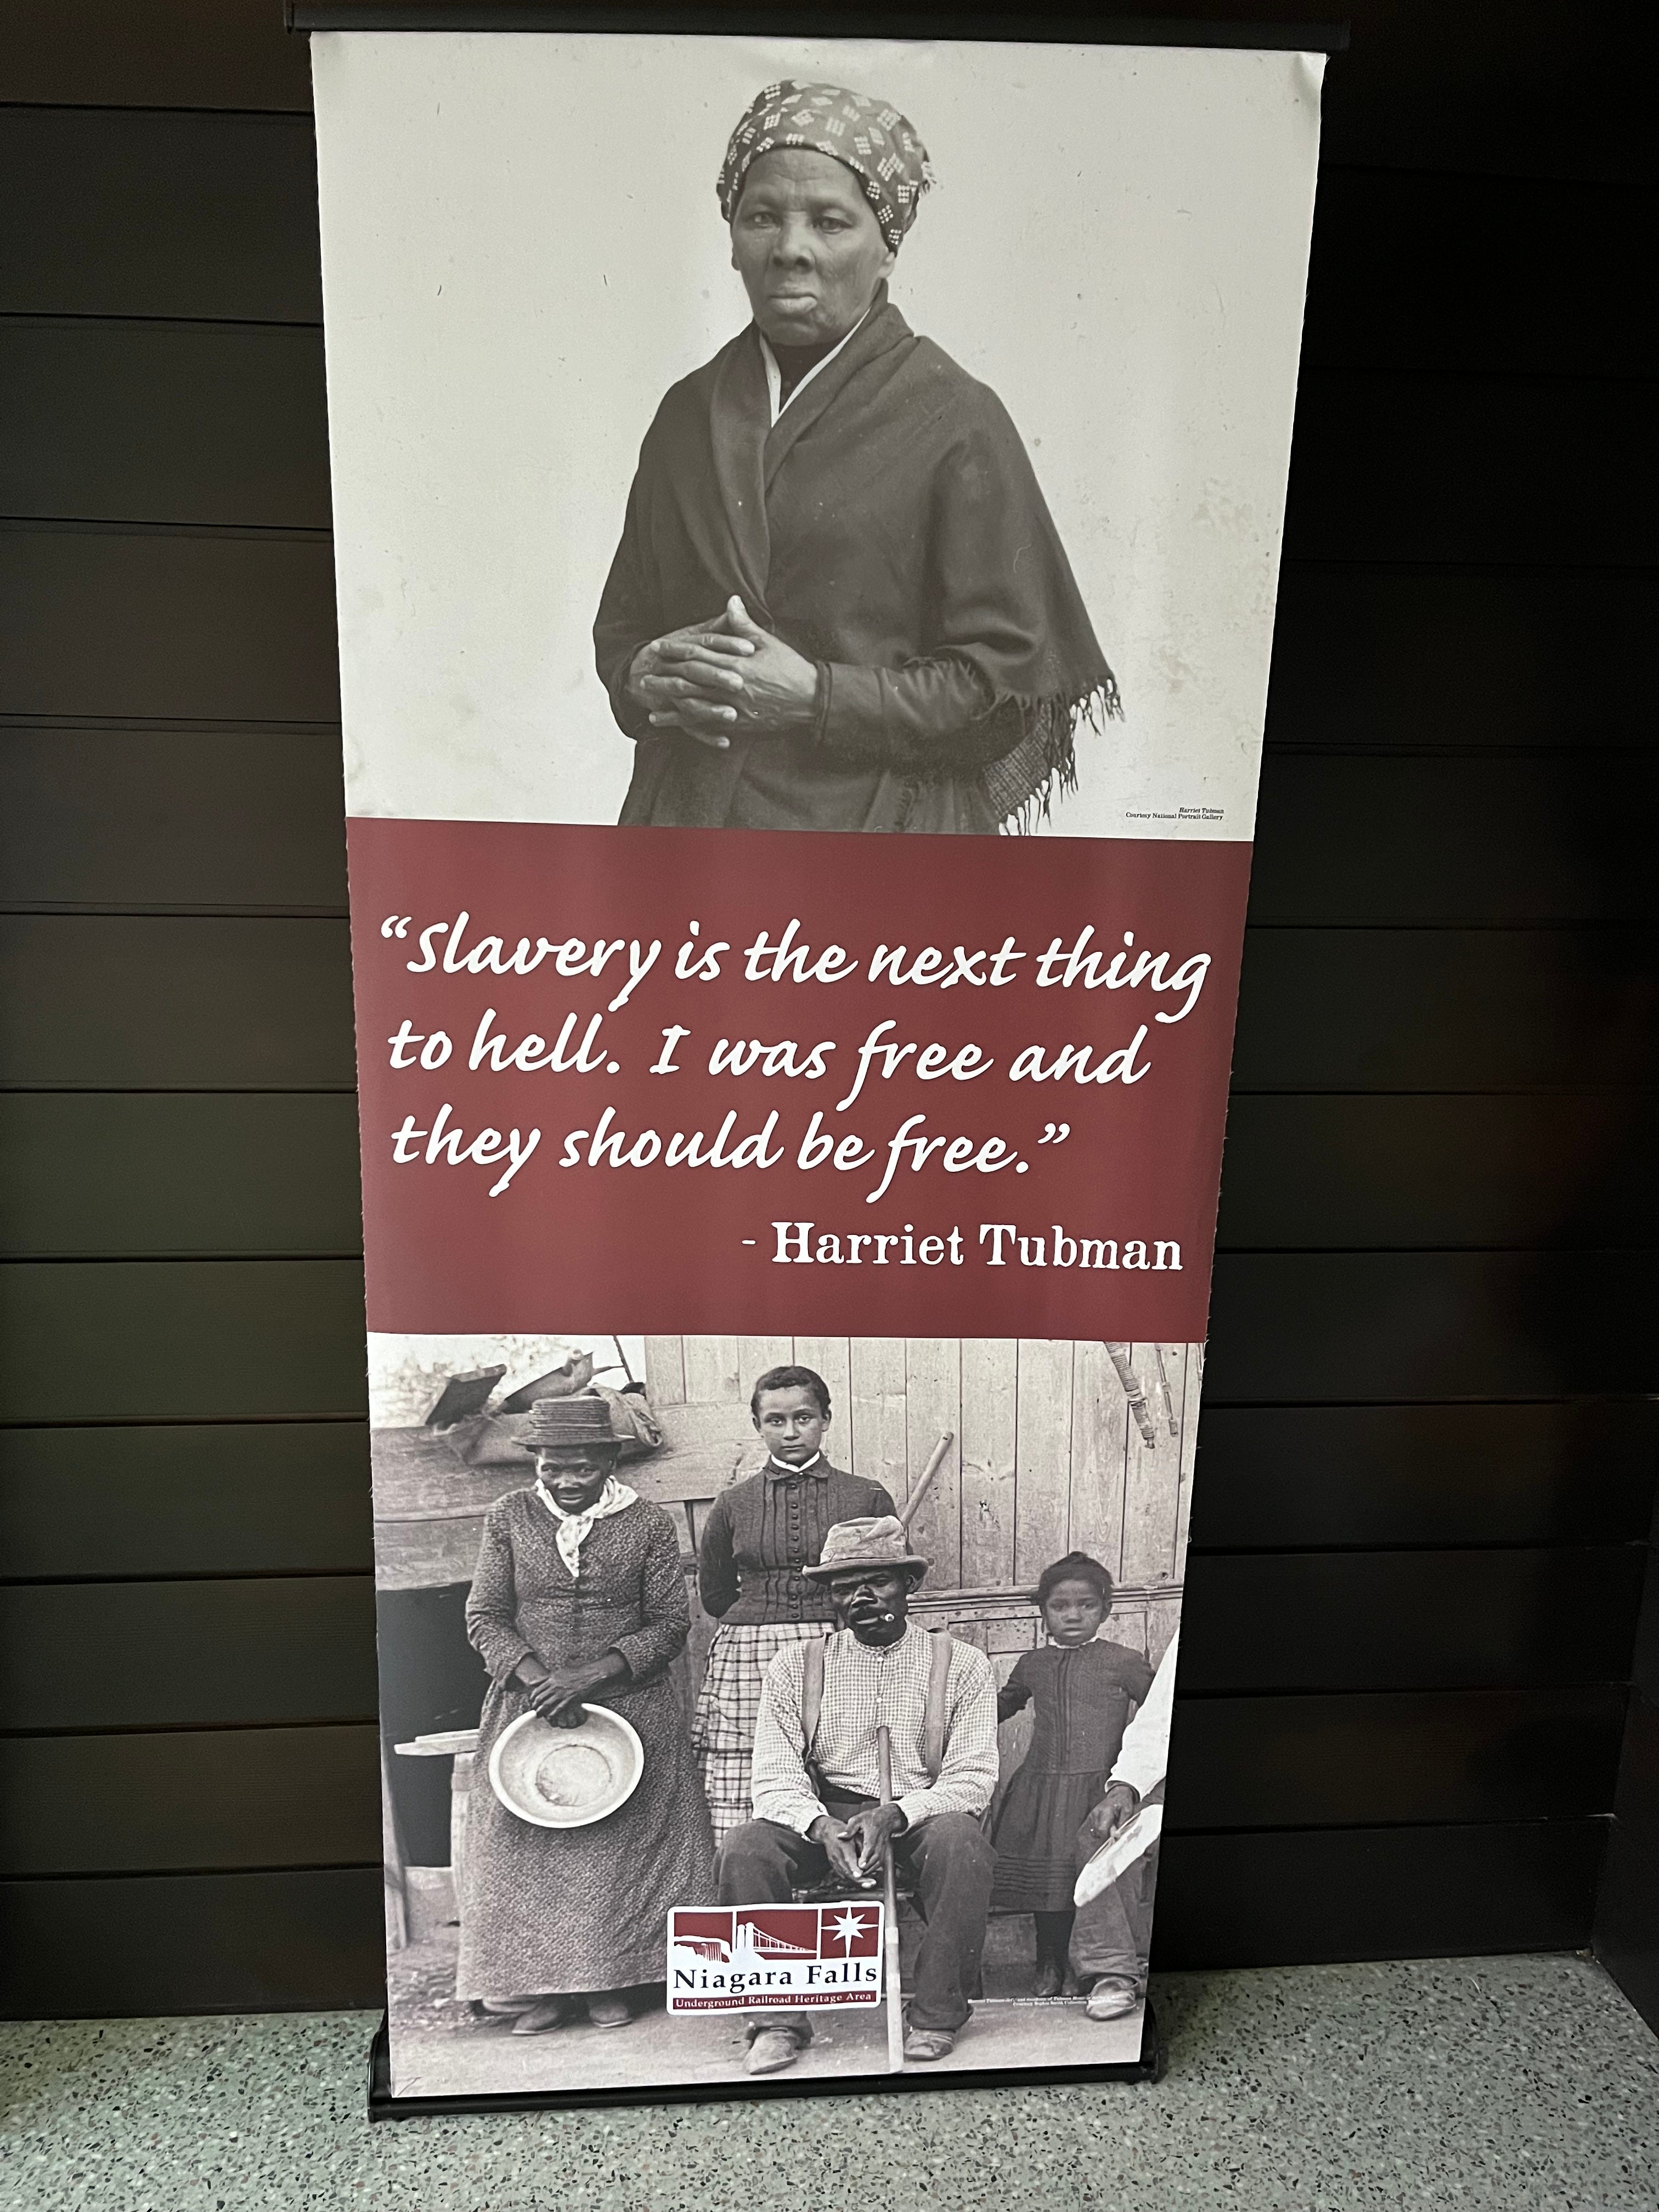 Harriet Tubman
Courtesy National Portrait Gallery
“Slavery is the next thing
to hell. I was free and
they should be free.”
- Harriet Tubman
Niagara Falls
Underground Railroad Heritage Area